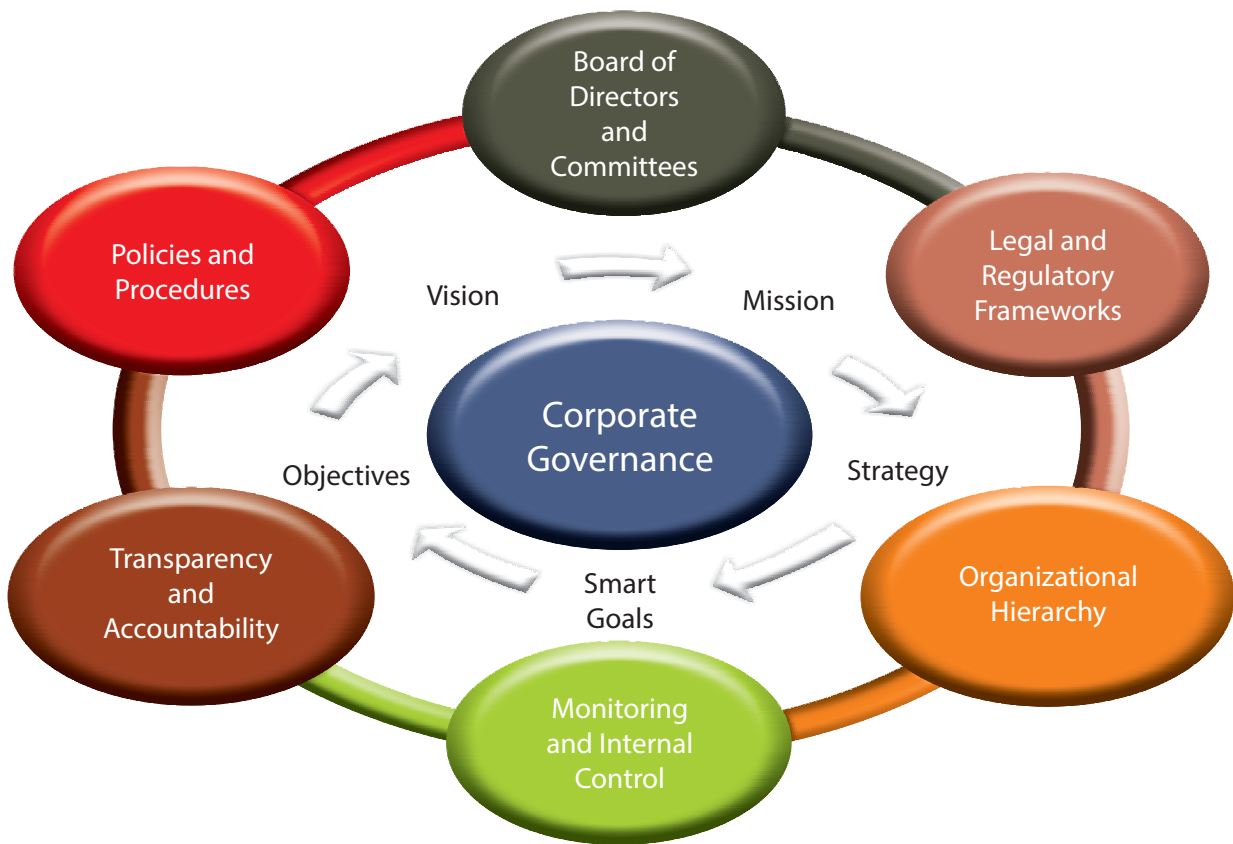 Board of
Directors
and
Committees
Policies and
Procedures
Legal and
Regulatory
Frameworks
Vision
Mission
Corporate
Governance
Objectives
Strategy
Smart
Goals
Transparency
and
Accountability
Organizational
Hierarchy
Monitoring
and Internal
Control